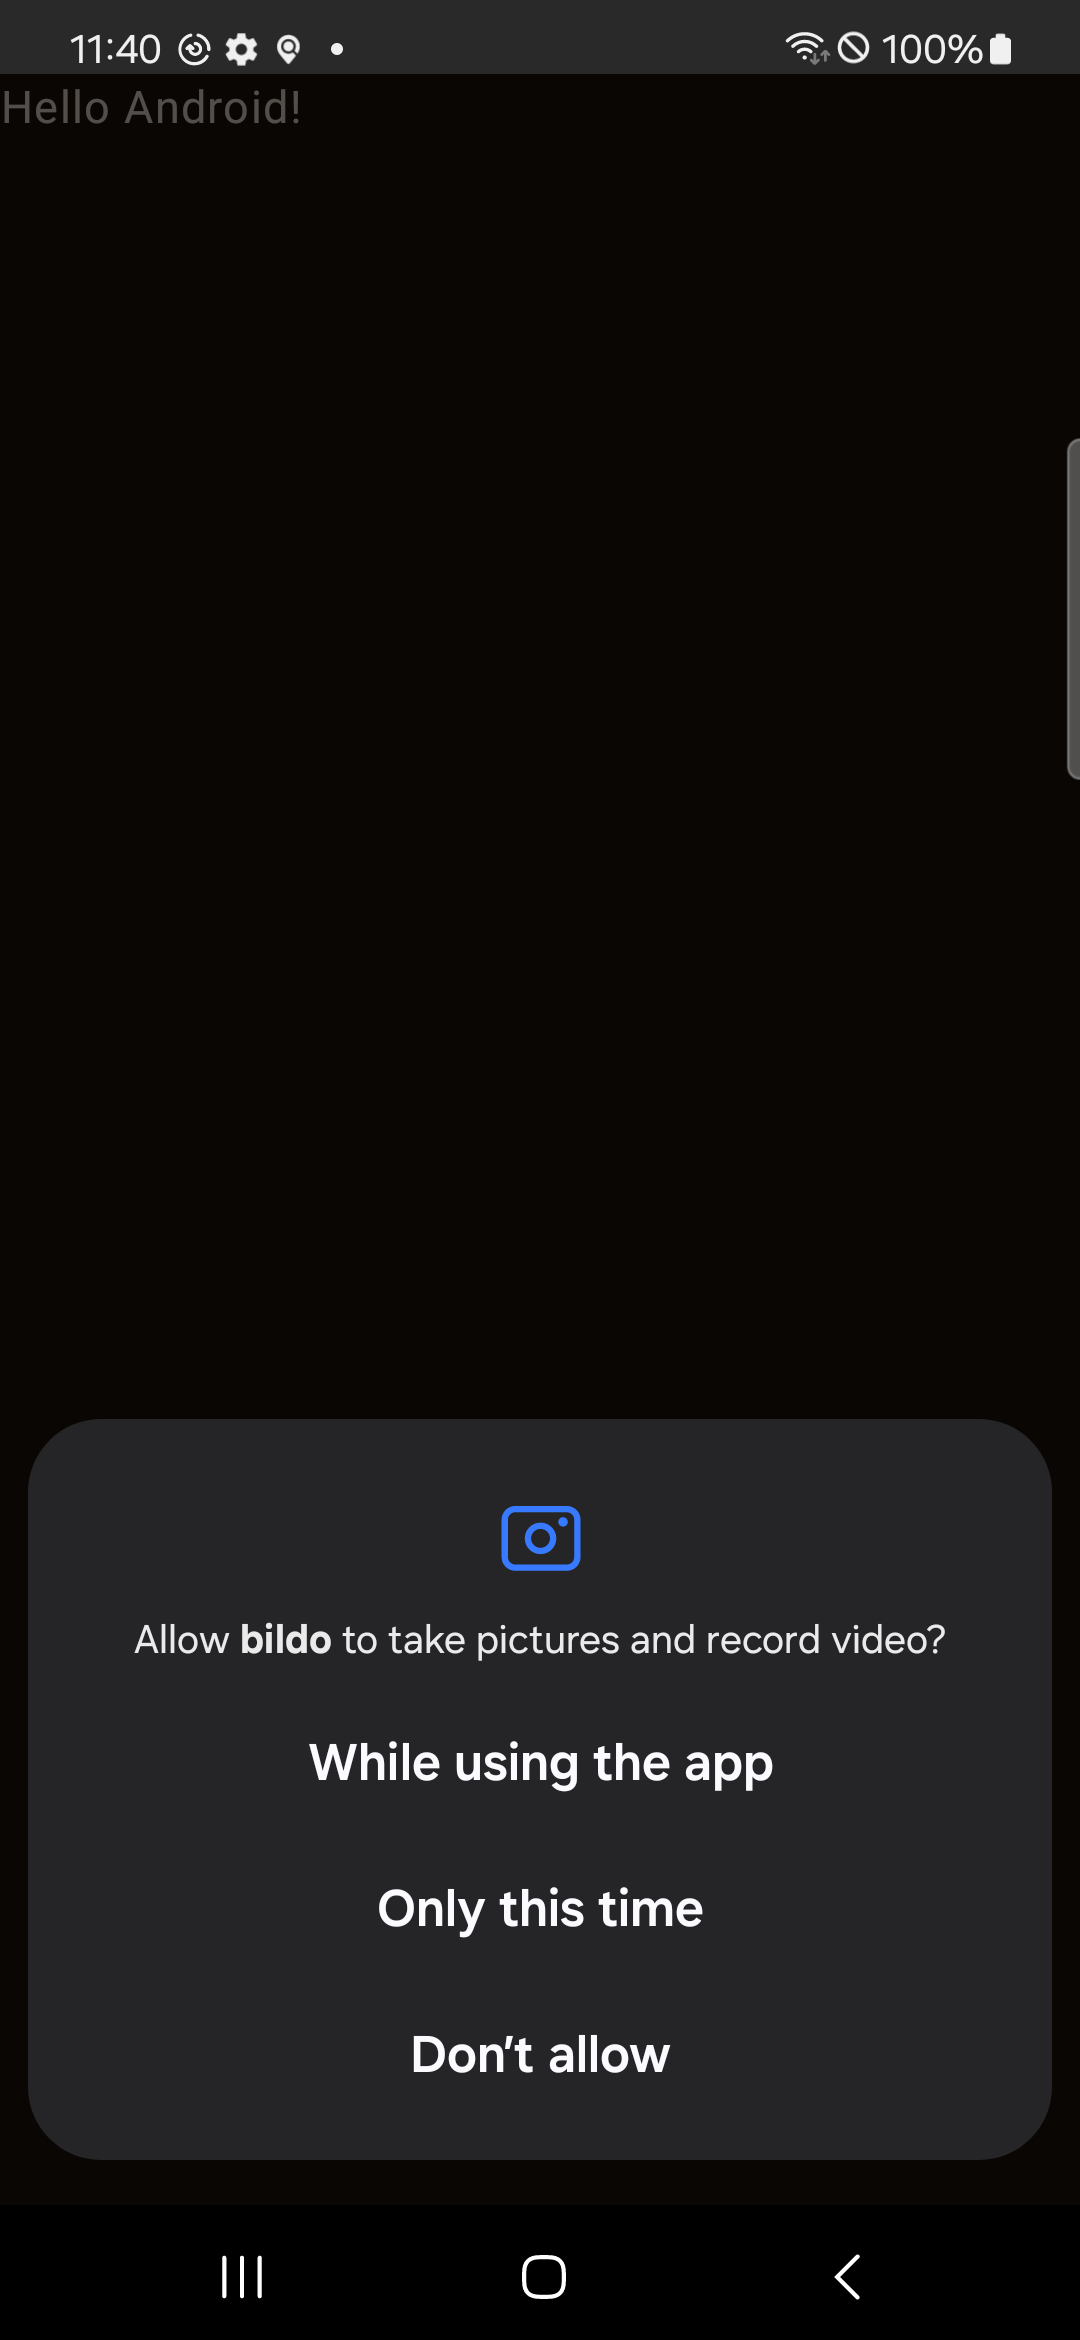 11:40 100%
Hello Android!
Allow bildo to take pictures and record video?
While using the app
Only this time
Don't allow